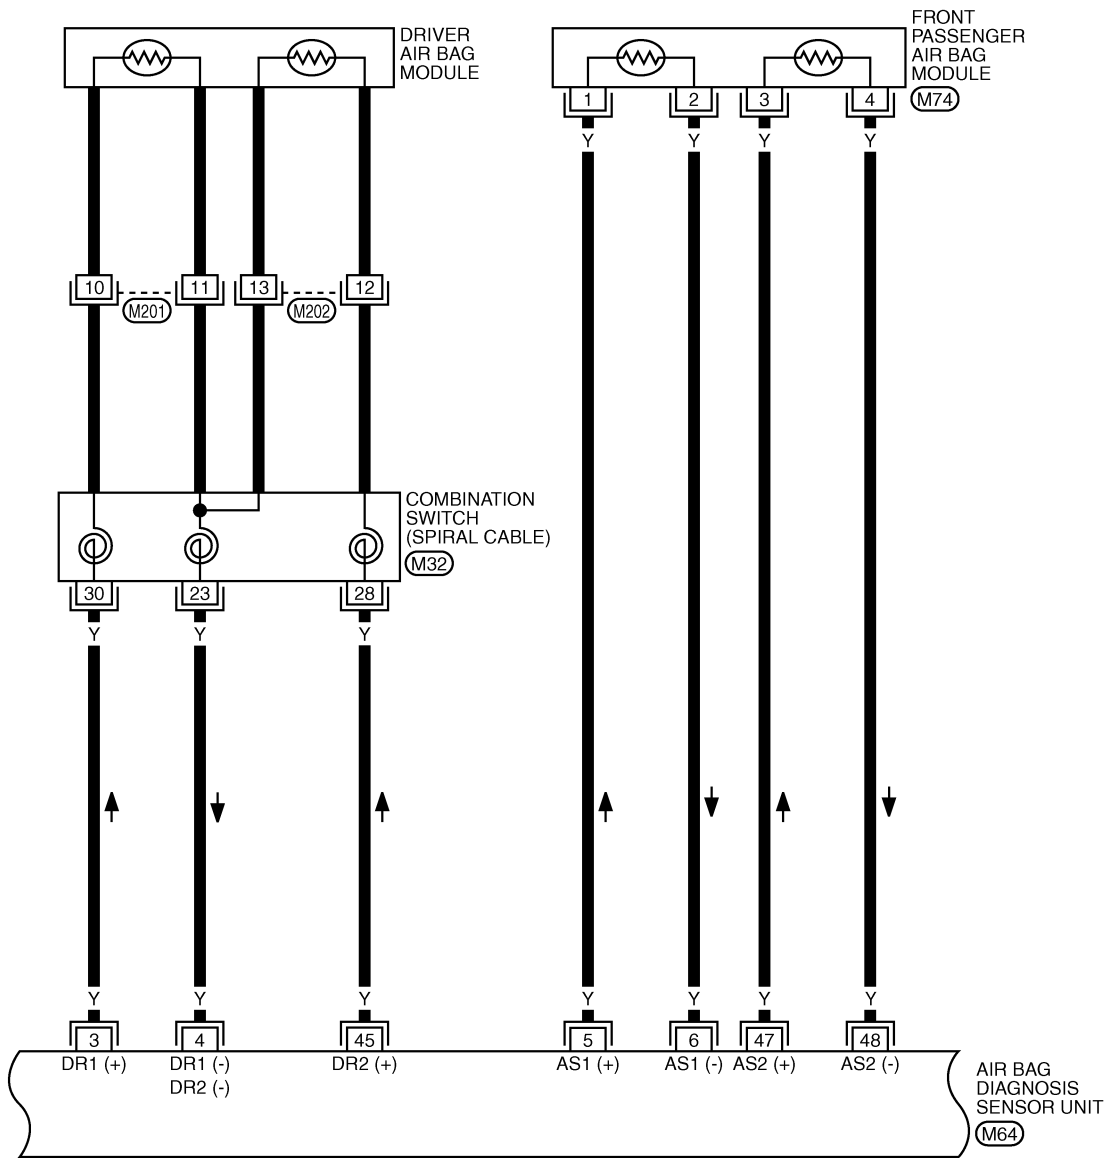 DRIVER
AIR BAG
MODULE
FRONT
PASSENGER
AIR BAG
MODULE
M74
1 2 3 4
Y Y Y Y
10 11 13 12
M201 M202
COMBINATION
SWITCH
(SPIRAL CABLE)
M32
30 23 28
Y Y Y
Y Y Y Y Y Y Y
3 4 45 5 6 47 48
DR1 (+) DR1 (-) DR2 (+) AS1 (+) AS1 (-) AS2 (+) AS2 (-)
DR2 (-)
AIR BAG
DIAGNOSIS
SENSOR UNIT
M64